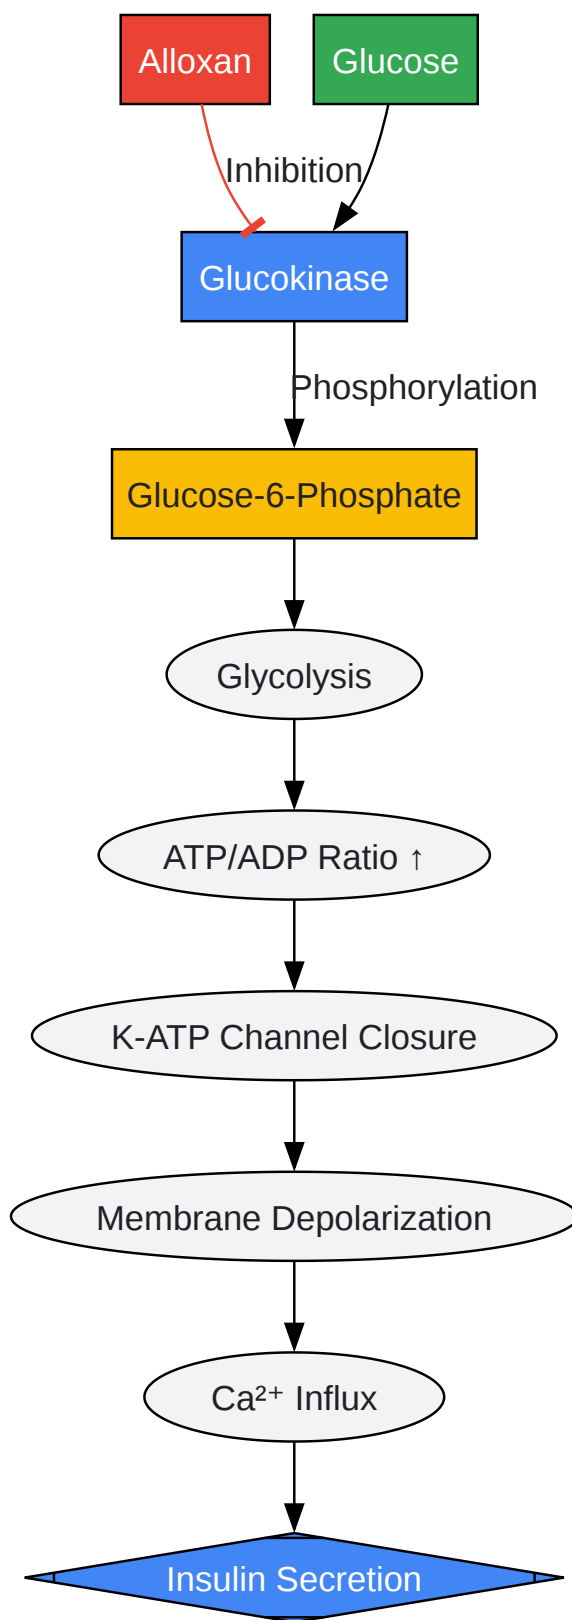 Alloxan
Glucose
Inhibition
Glucokinase
Phosphorylation
Glucose-6-Phosphate
Glycolysis
ATP/ADP Ratio ↑
K-ATP Channel Closure
Membrane Depolarization
Ca²⁺ Influx
Insulin Secretion